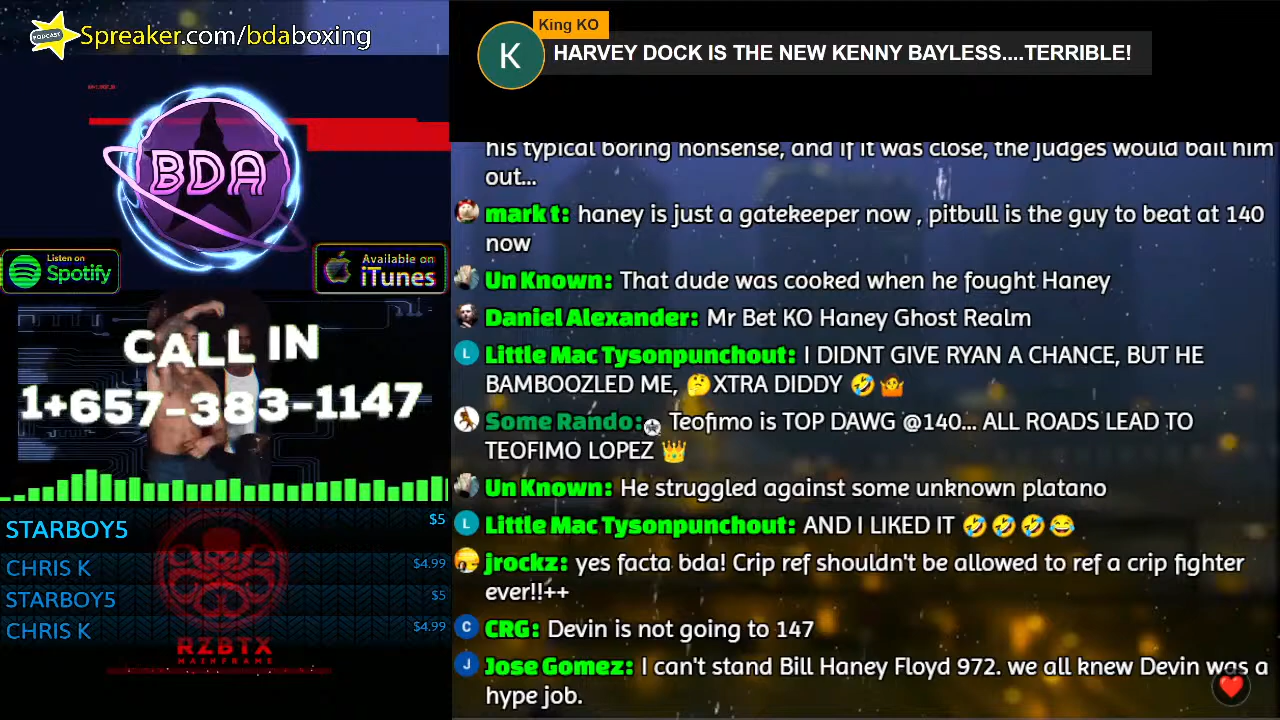 Spreaker.com/bdaboxing
PODCAST
BDA
Listen on
Spotify
Available on
iTunes
CALL IN
1+657-383-1147
STARBOY5 $5
CHRIS K $4.99
STARBOY5 $5
CHRIS K $4.99
RZBTX
MAINFRAME
King KO
K
HARVEY DOCK IS THE NEW KENNY BAYLESS....TERRIBLE!
his typical boring nonsense, and if it was close, the judges would bail him
out...
mark t: haney is just a gatekeeper now , pitbull is the guy to beat at 140
now
Un Known: That dude was cooked when he fought Haney
Daniel Alexander: Mr Bet KO Haney Ghost Realm
L Little Mac Tysonpunchout: I DIDNT GIVE RYAN A CHANCE, BUT HE
BAMBOOZLED ME, 🤔XTRA DIDDY 🤣🤷
Some Rando: Teofimo is TOP DAWG @140... ALL ROADS LEAD TO
TEOFIMO LOPEZ 👑
Un Known: He struggled against some unknown platano
L Little Mac Tysonpunchout: AND I LIKED IT 🤣🤣🤣😂
jrockz: yes facta bda! Crip ref shouldn't be allowed to ref a crip fighter
ever!!++
C CRG: Devin is not going to 147
J Jose Gomez: I can't stand Bill Haney Floyd 972. we all knew Devin was a
hype job.